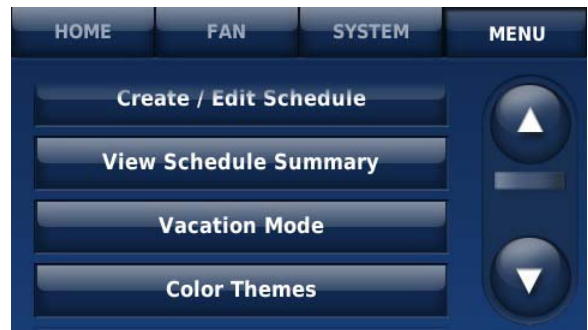 HOME FAN SYSTEM MENU
Create / Edit Schedule
View Schedule Summary
Vacation Mode
Color Themes